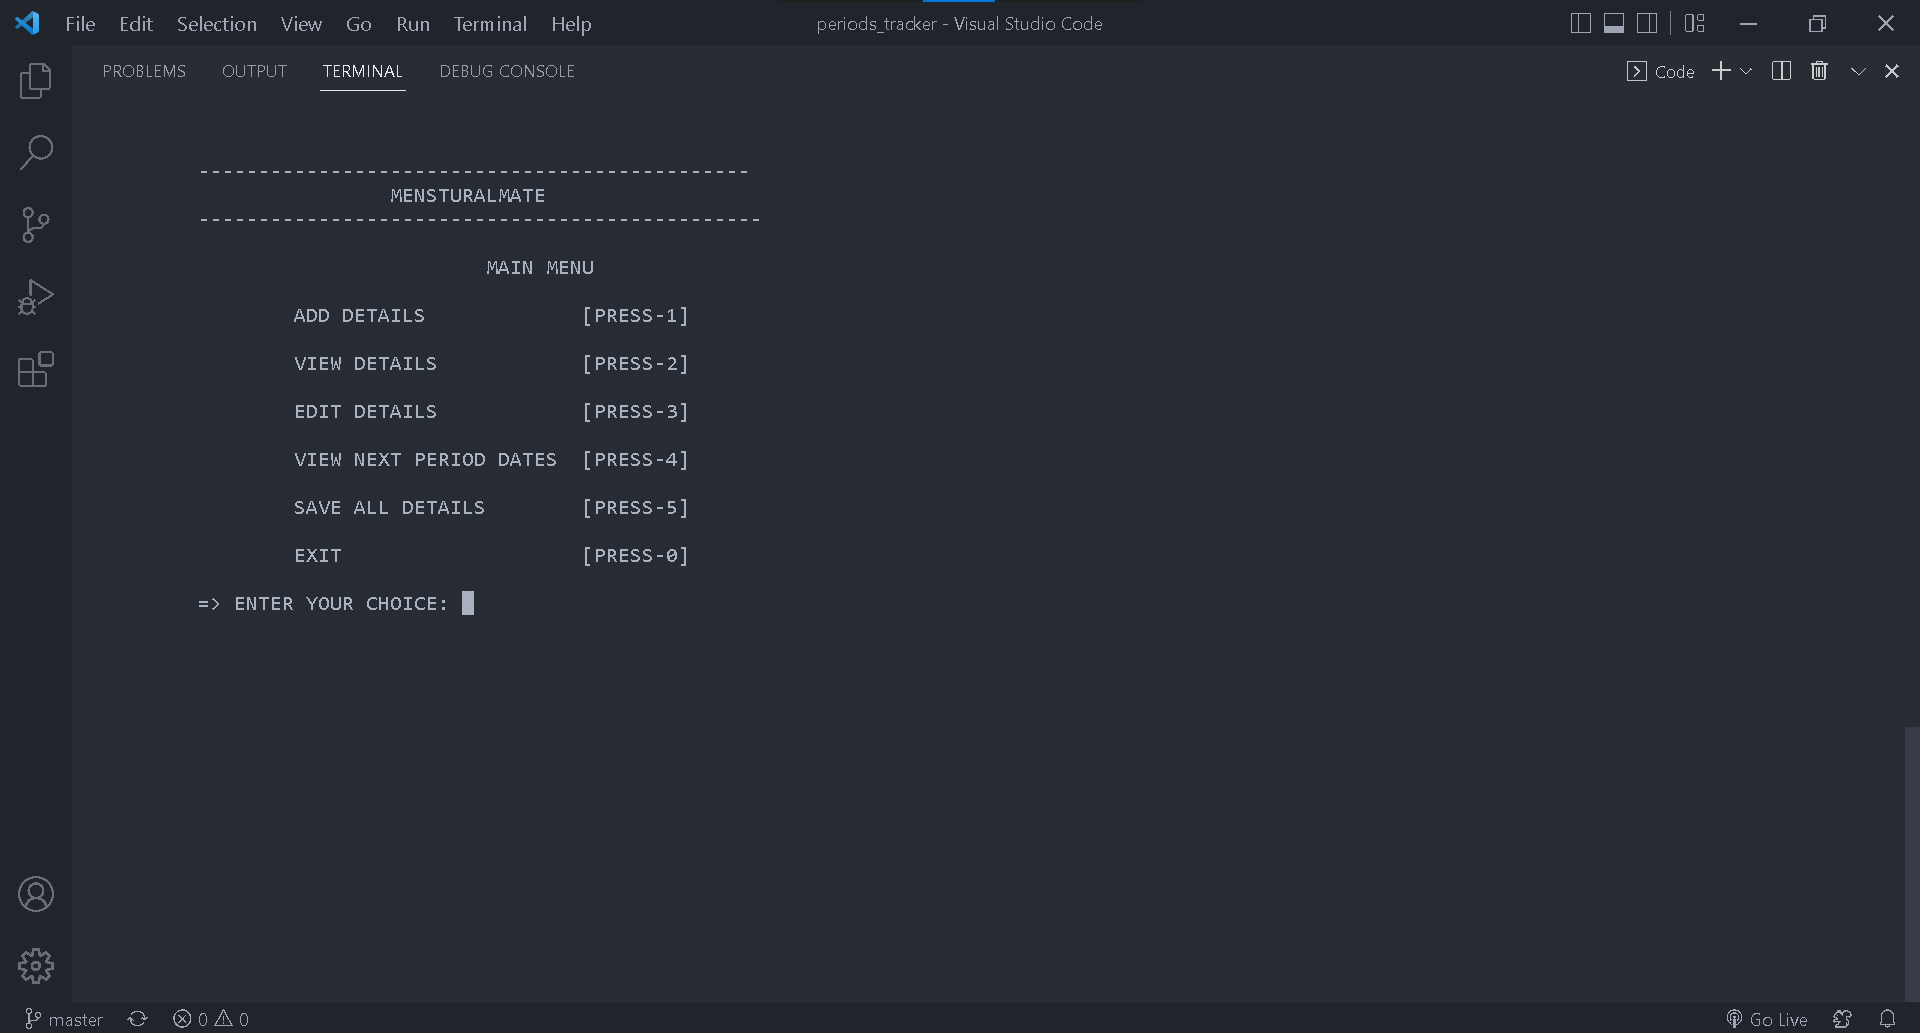 File Edit Selection View Go Run Terminal Help periods_tracker - Visual Studio Code
PROBLEMS OUTPUT TERMINAL DEBUG CONSOLE Code
----------------------------------------------
MENSTURALMATE
-----------------------------------------------
MAIN MENU
ADD DETAILS [PRESS-1]
VIEW DETAILS [PRESS-2]
EDIT DETAILS [PRESS-3]
VIEW NEXT PERIOD DATES [PRESS-4]
SAVE ALL DETAILS [PRESS-5]
EXIT [PRESS-0]
=> ENTER YOUR CHOICE:
master 0 0 Go Live